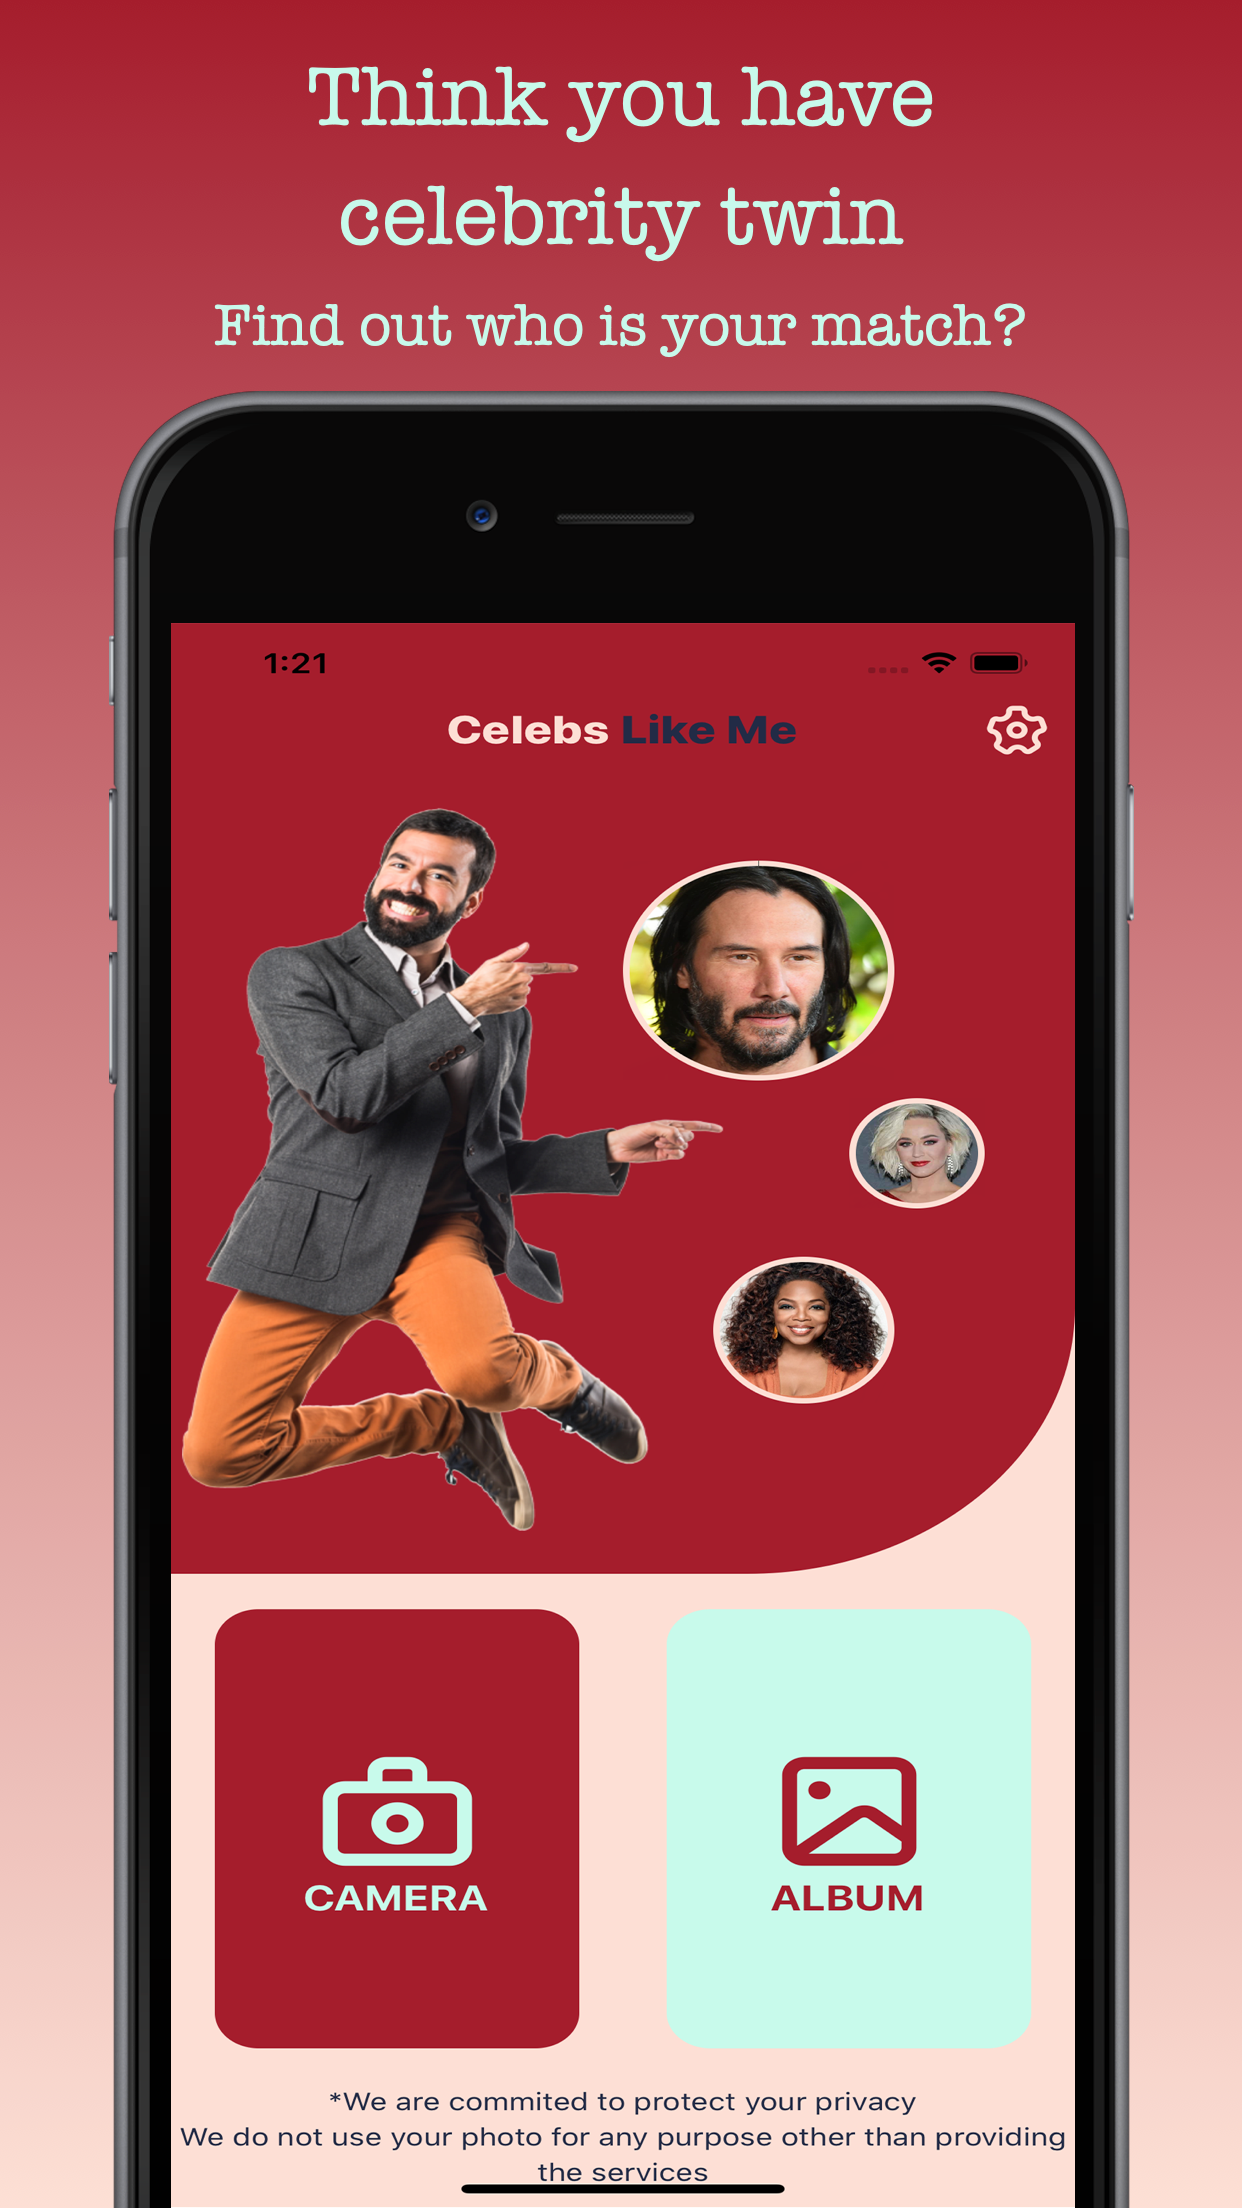 Think you have
celebrity twin
Find out who is your match?
1:21
Celebs Like Me
CAMERA
ALBUM
*We are commited to protect your privacy
We do not use your photo for any purpose other than providing
the services